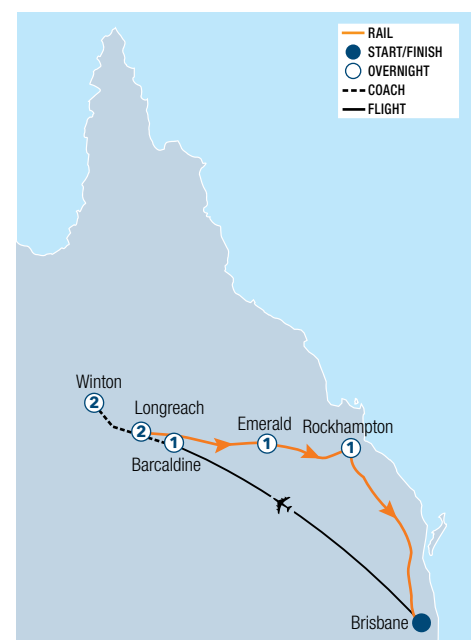 RAIL
START/FINISH
OVERNIGHT
COACH
FLIGHT
Winton
2
Longreach
2
Emerald
1
Rockhampton
1
1
Barcaldine
Brisbane